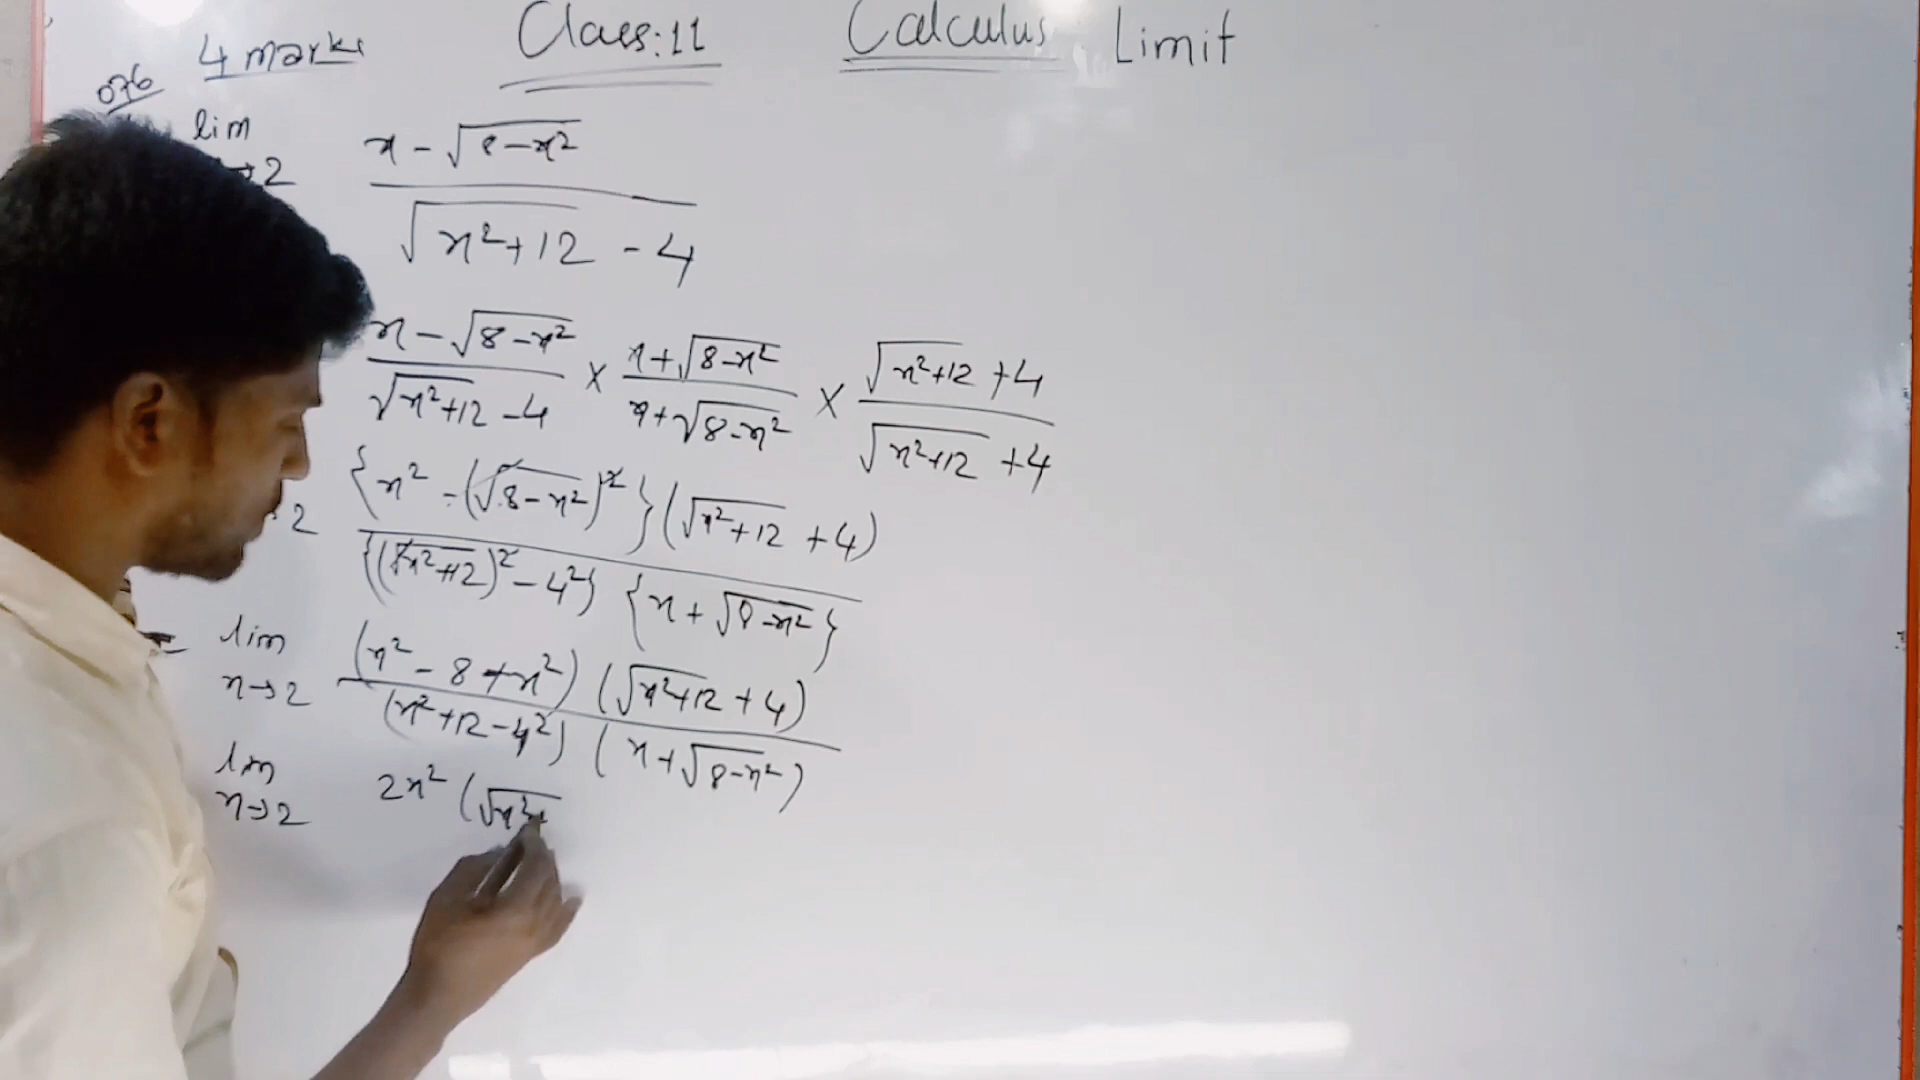 Class: 11 Calculus Limit
4 marks
076
lim x - √(8-x²)
→2 √(x²+12) - 4
x - √(8-x²) / √(x²+12) - 4 × x + √(8-x²) / x + √(8-x²) × √(x²+12) + 4 / √(x²+12) + 4
2 {x² - (√(8-x²))²} (√(x²+12) + 4)
{(√(x²+12))² - 4²} {x + √(8-x²)}
= lim x→2 (x² - 8 + x²) (√(x²+12) + 4)
(x²+12-4²) (x + √(8-x²))
lim x→2 2x² (√x²+